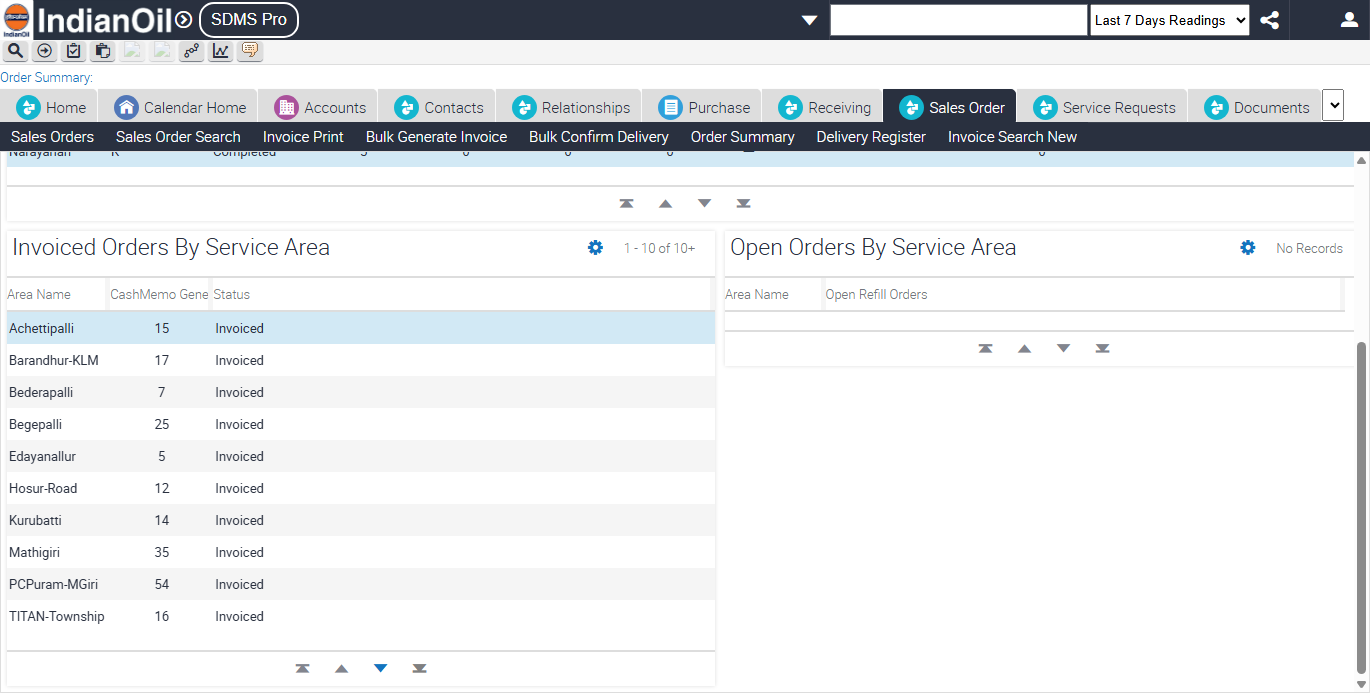 IndianOil SDMS Pro Last 7 Days Readings
IndianOil
Order Summary:
Home Calendar Home Accounts Contacts Relationships Purchase Receiving Sales Order Service Requests Documents
Sales Orders Sales Order Search Invoice Print Bulk Generate Invoice Bulk Confirm Delivery Order Summary Delivery Register Invoice Search New
Narayanan K Completed
Invoiced Orders By Service Area 1 - 10 of 10+
Area Name CashMemo Gene Status
Achettipalli 15 Invoiced
Barandhur-KLM 17 Invoiced
Bederapalli 7 Invoiced
Begepalli 25 Invoiced
Edayanallur 5 Invoiced
Hosur-Road 12 Invoiced
Kurubatti 14 Invoiced
Mathigiri 35 Invoiced
PCPuram-MGiri 54 Invoiced
TITAN-Township 16 Invoiced
Open Orders By Service Area No Records
Area Name Open Refill Orders